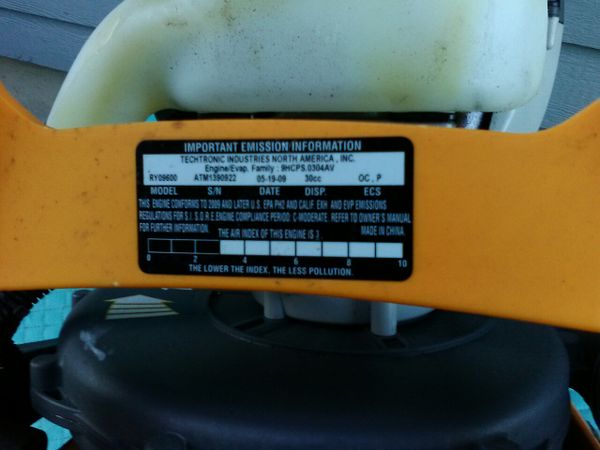 IMPORTANT EMISSION INFORMATION
TECHTRONIC INDUSTRIES NORTH AMERICA , INC.
Engine/Evap. Family : 9HCPS.0304AV
RY09600 ATM1390922 05-19-09 30cc OC , P
MODEL S/N DATE DISP. ECS
THIS ENGINE CONFORMS TO 2009 AND LATER U.S. EPA PH2 AND CALIF. EXH AND EVP EMISSIONS
REGULATIONS FOR S.I. S.O.R.E. ENGINE COMPLIANCE PERIOD: C-MODERATE. REFER TO OWNER'S MANUAL
FOR FURTHER INFORMATION. THE AIR INDEX OF THIS ENGINE IS 3 . MADE IN CHINA
0 2 4 6 8 10
THE LOWER THE INDEX, THE LESS POLLUTION.